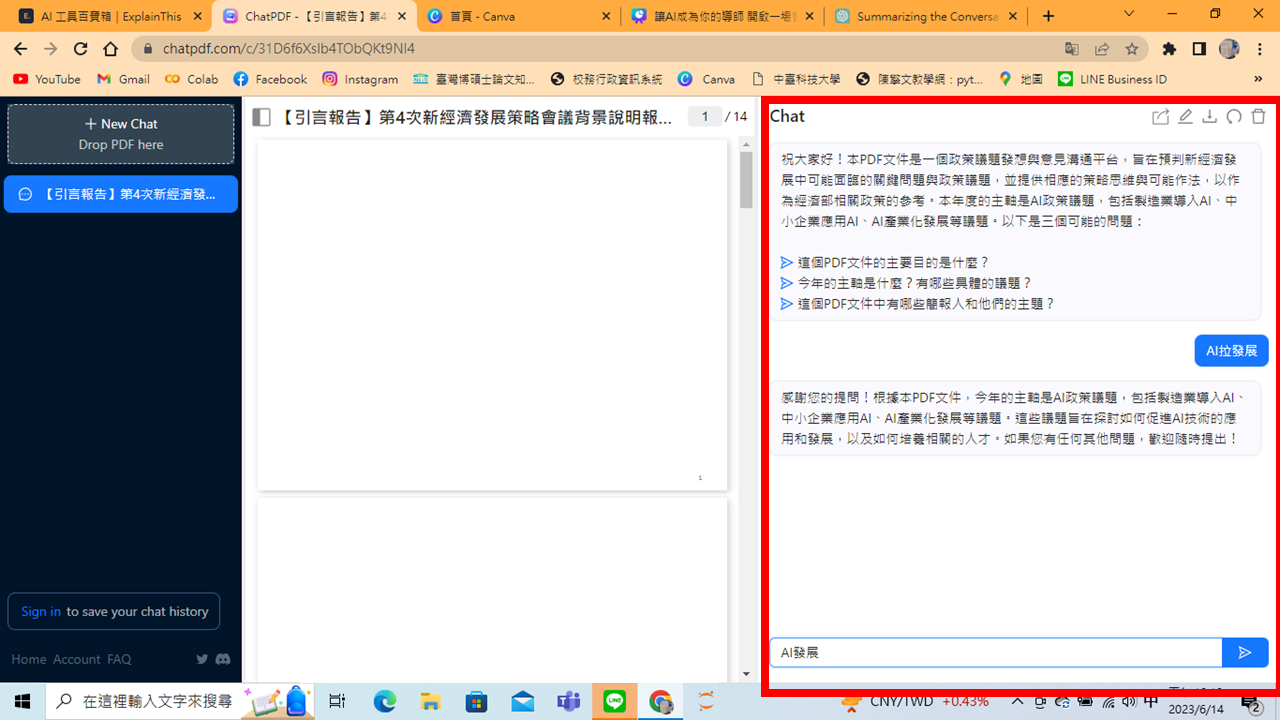 AI 工具百寶箱 | ExplainThis
ChatPDF - 【引言報告】第4
首頁 - Canva
讓AI成為你的導師 開啟一場
Summarizing the Conversa
chatpdf.com/c/31D6f6XsIb4TObQKt9NI4
YouTube
Gmail
Colab
Facebook
Instagram
臺灣博碩士論文知...
校務行政資訊系統
Canva
中臺科技大學
陳擎文教學網：pyt...
地圖
LINE Business ID
»
+ New Chat
Drop PDF here
【引言報告】第4次新經濟發...
Sign in to save your chat history
Home Account FAQ
【引言報告】第4次新經濟發展策略會議背景說明報...
1 / 14
1
Chat
祝大家好！本PDF文件是一個政策議題發想與意見溝通平台，旨在預判新經濟發
展中可能面臨的關鍵問題與政策議題，並提供相應的策略思維與可能作法，以作
為經濟部相關政策的參考。本年度的主軸是AI政策議題，包括製造業導入AI、中
小企業應用AI、AI產業化發展等議題。以下是三個可能的問題：
這個PDF文件的主要目的是什麼？
今年的主軸是什麼？有哪些具體的議題？
這個PDF文件中有哪些簡報人和他們的主題？
AI拉發展
感謝您的提問！根據本PDF文件，今年的主軸是AI政策議題，包括製造業導入AI、
中小企業應用AI、AI產業化發展等議題。這些議題旨在探討如何促進AI技術的應
用和發展，以及如何培養相關的人才。如果您有任何其他問題，歡迎隨時提出！
AI發展
在這裡輸入文字來搜尋
LINE
CNY/TWD +0.43%
中
2023/6/14
2